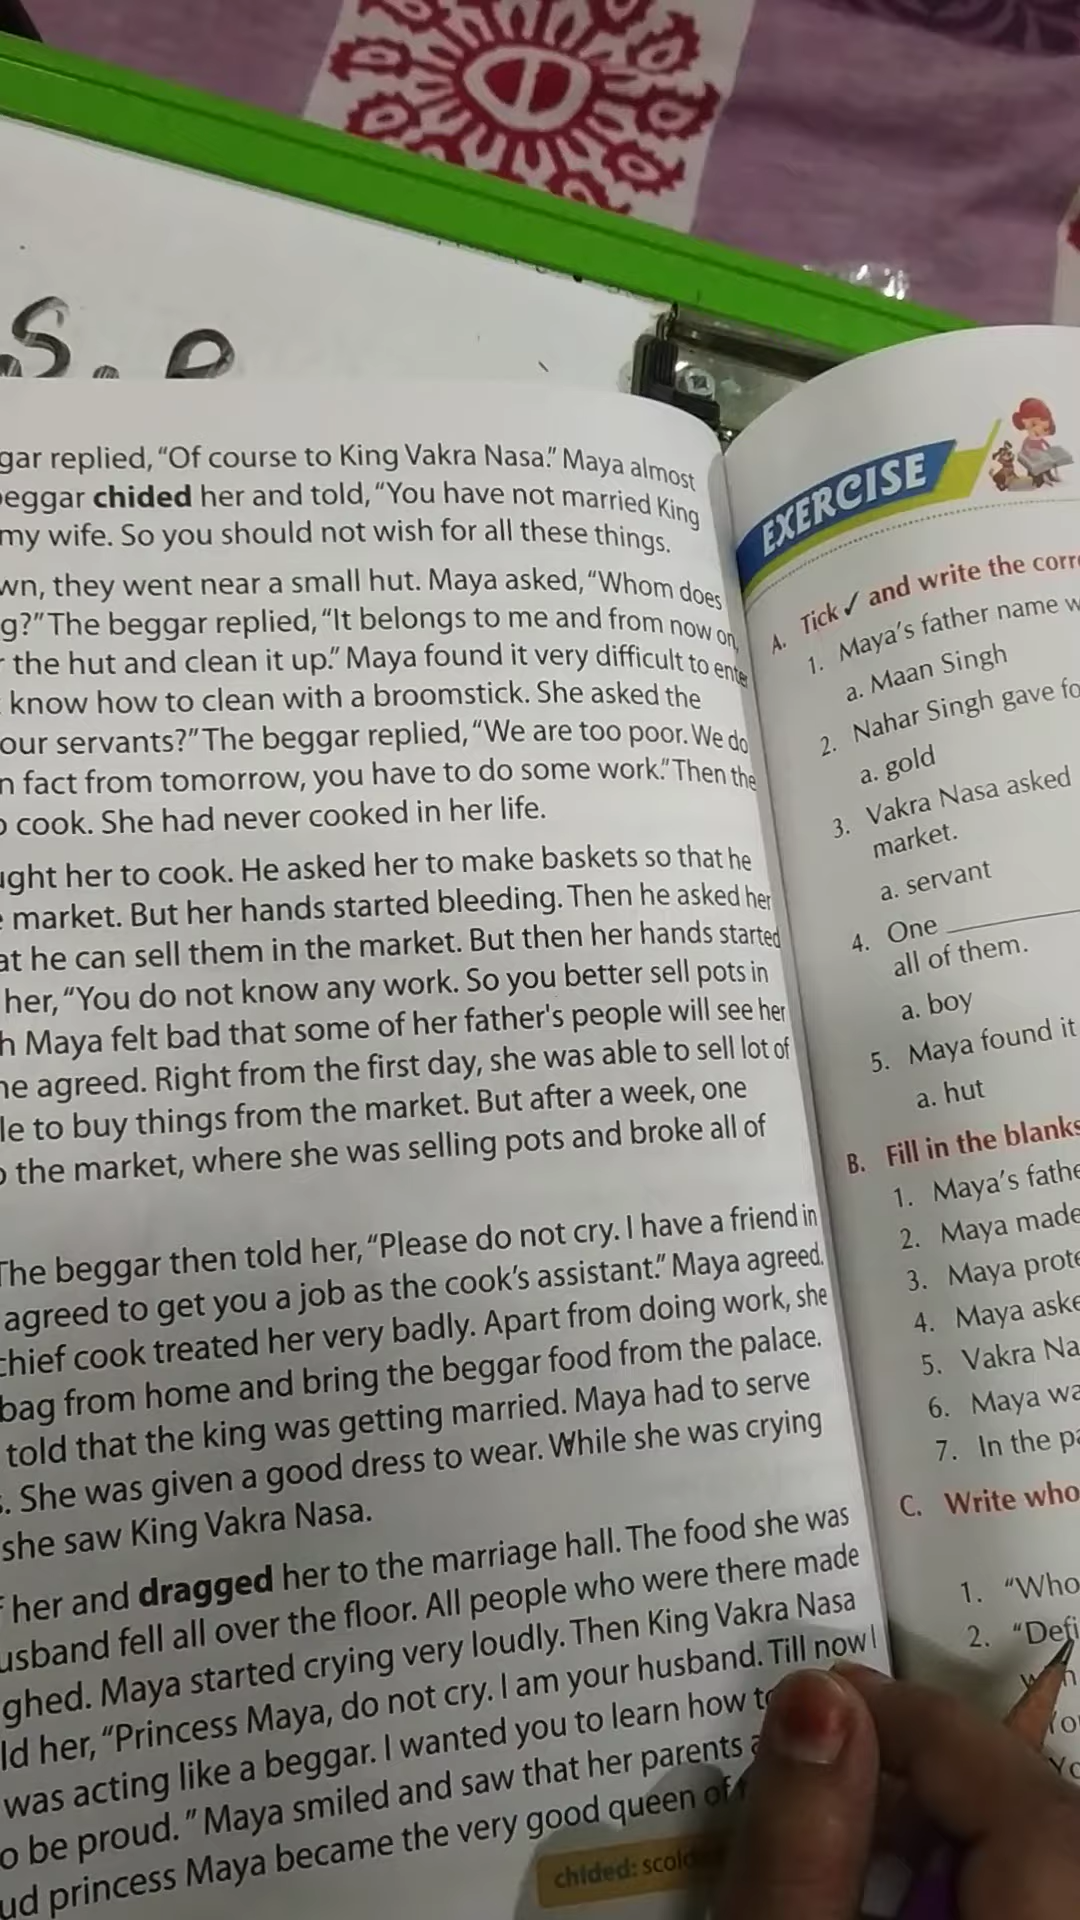 S. e
gar replied, “Of course to King Vakra Nasa.” Maya almost
beggar chided her and told, “You have not married King
my wife. So you should not wish for all these things.
wn, they went near a small hut. Maya asked, “Whom does
g?” The beggar replied, “It belongs to me and from now on,
the hut and clean it up.” Maya found it very difficult to enter
know how to clean with a broomstick. She asked the
our servants?” The beggar replied, “We are too poor. We do
n fact from tomorrow, you have to do some work.” Then the
o cook. She had never cooked in her life.
ught her to cook. He asked her to make baskets so that he
e market. But her hands started bleeding. Then he asked her
at he can sell them in the market. But then her hands started
her, “You do not know any work. So you better sell pots in
h Maya felt bad that some of her father's people will see her
he agreed. Right from the first day, she was able to sell lot of
le to buy things from the market. But after a week, one
o the market, where she was selling pots and broke all of
The beggar then told her, “Please do not cry. I have a friend in
agreed to get you a job as the cook’s assistant.” Maya agreed.
chief cook treated her very badly. Apart from doing work, she
bag from home and bring the beggar food from the palace.
told that the king was getting married. Maya had to serve
s. She was given a good dress to wear. While she was crying
she saw King Vakra Nasa.
f her and dragged her to the marriage hall. The food she was
usband fell all over the floor. All people who were there made
ghed. Maya started crying very loudly. Then King Vakra Nasa
ld her, “Princess Maya, do not cry. I am your husband. Till now I
was acting like a beggar. I wanted you to learn how to
o be proud. ” Maya smiled and saw that her parents
ud princess Maya became the very good queen of
chided: scold
EXERCISE
A. Tick ✓ and write the corr
1. Maya’s father name w
a. Maan Singh
2. Nahar Singh gave fo
a. gold
3. Vakra Nasa asked
market.
a. servant
4. One ________
all of them.
a. boy
5. Maya found it
a. hut
B. Fill in the blanks
1. Maya’s fathe
2. Maya made
3. Maya prote
4. Maya aske
5. Vakra Na
6. Maya wa
7. In the pa
C. Write who
1. “Who
2. “Defi